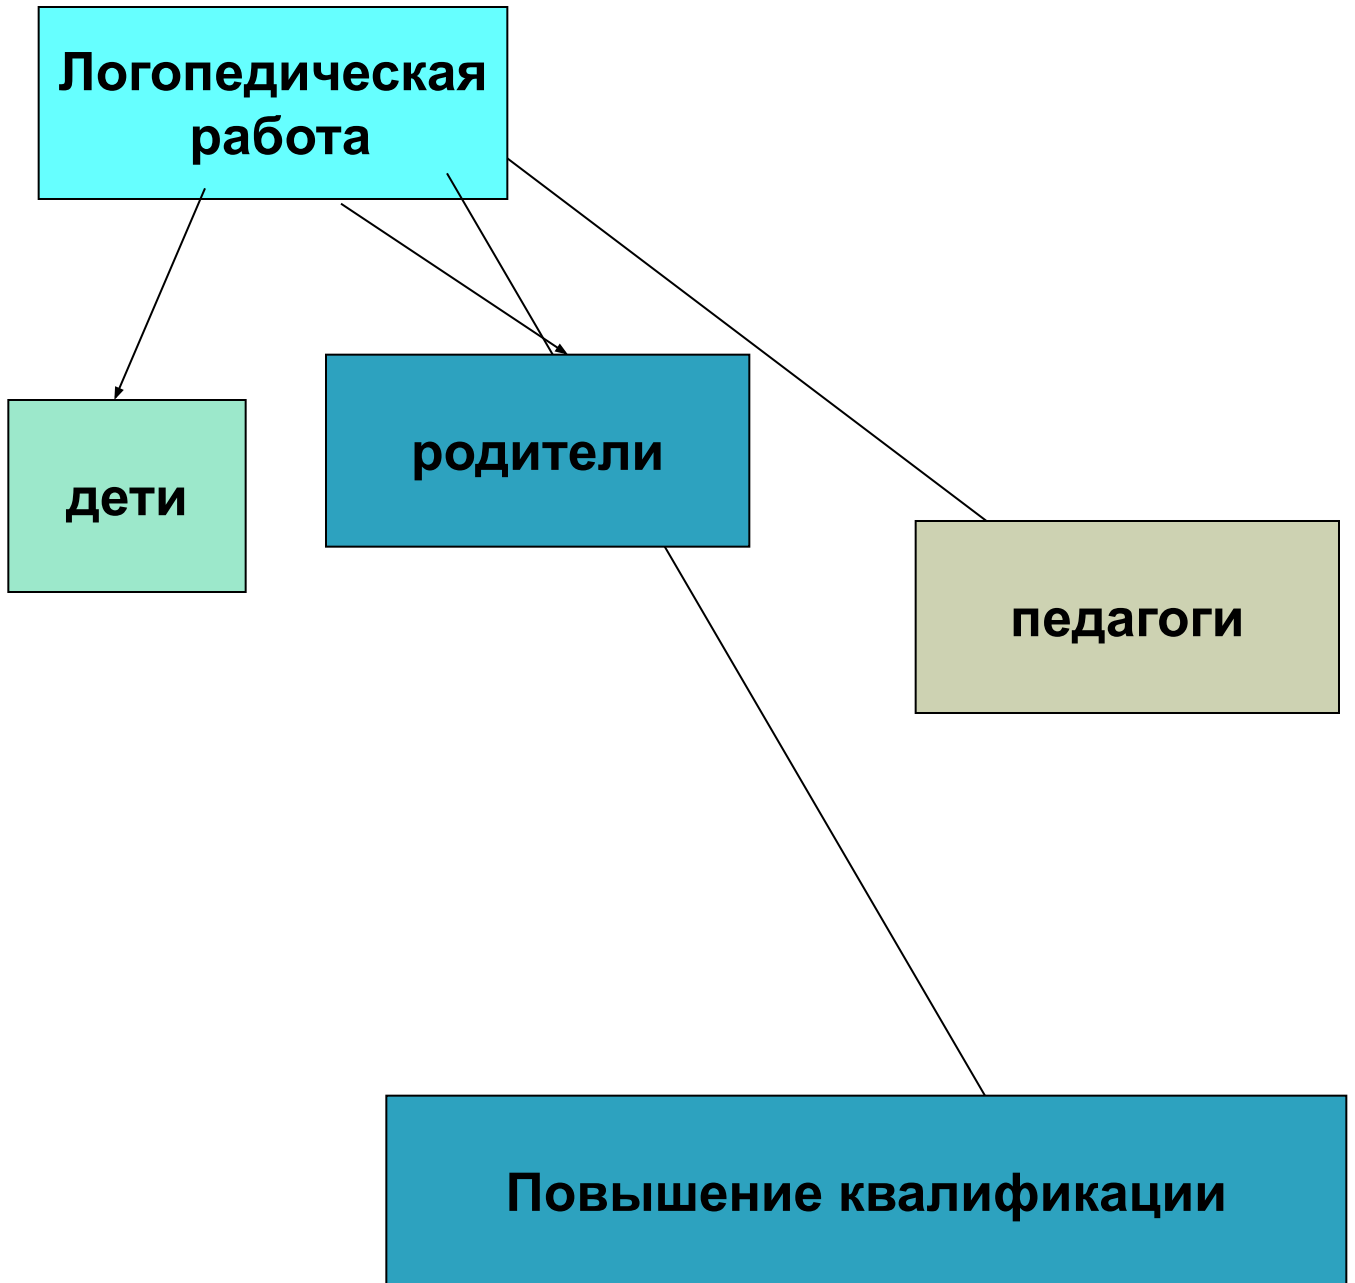 Логопедическая
работа
родители
дети
педагоги
Повышение квалификации